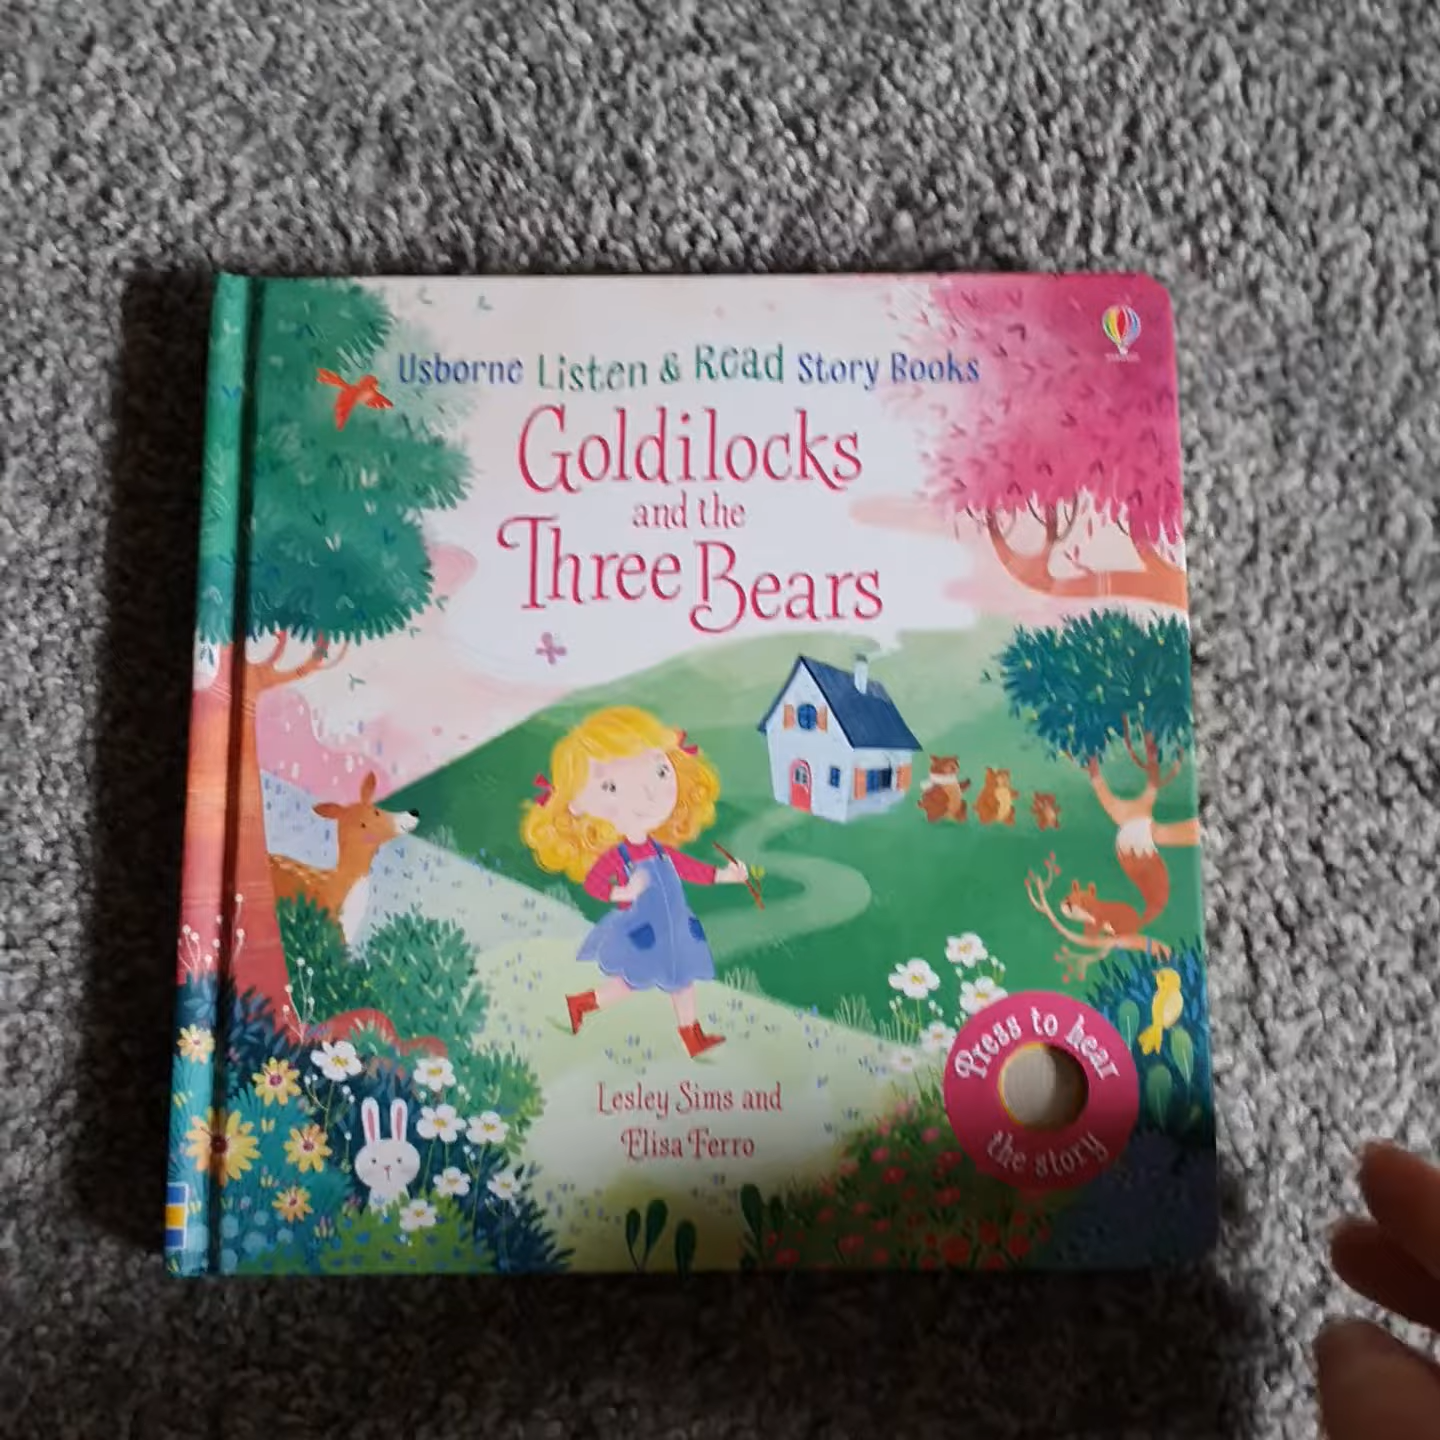 Usborne Listen & Read Story Books
Goldilocks
and the
Three Bears
Lesley Sims and
Elisa Ferro
Press to hear
the story